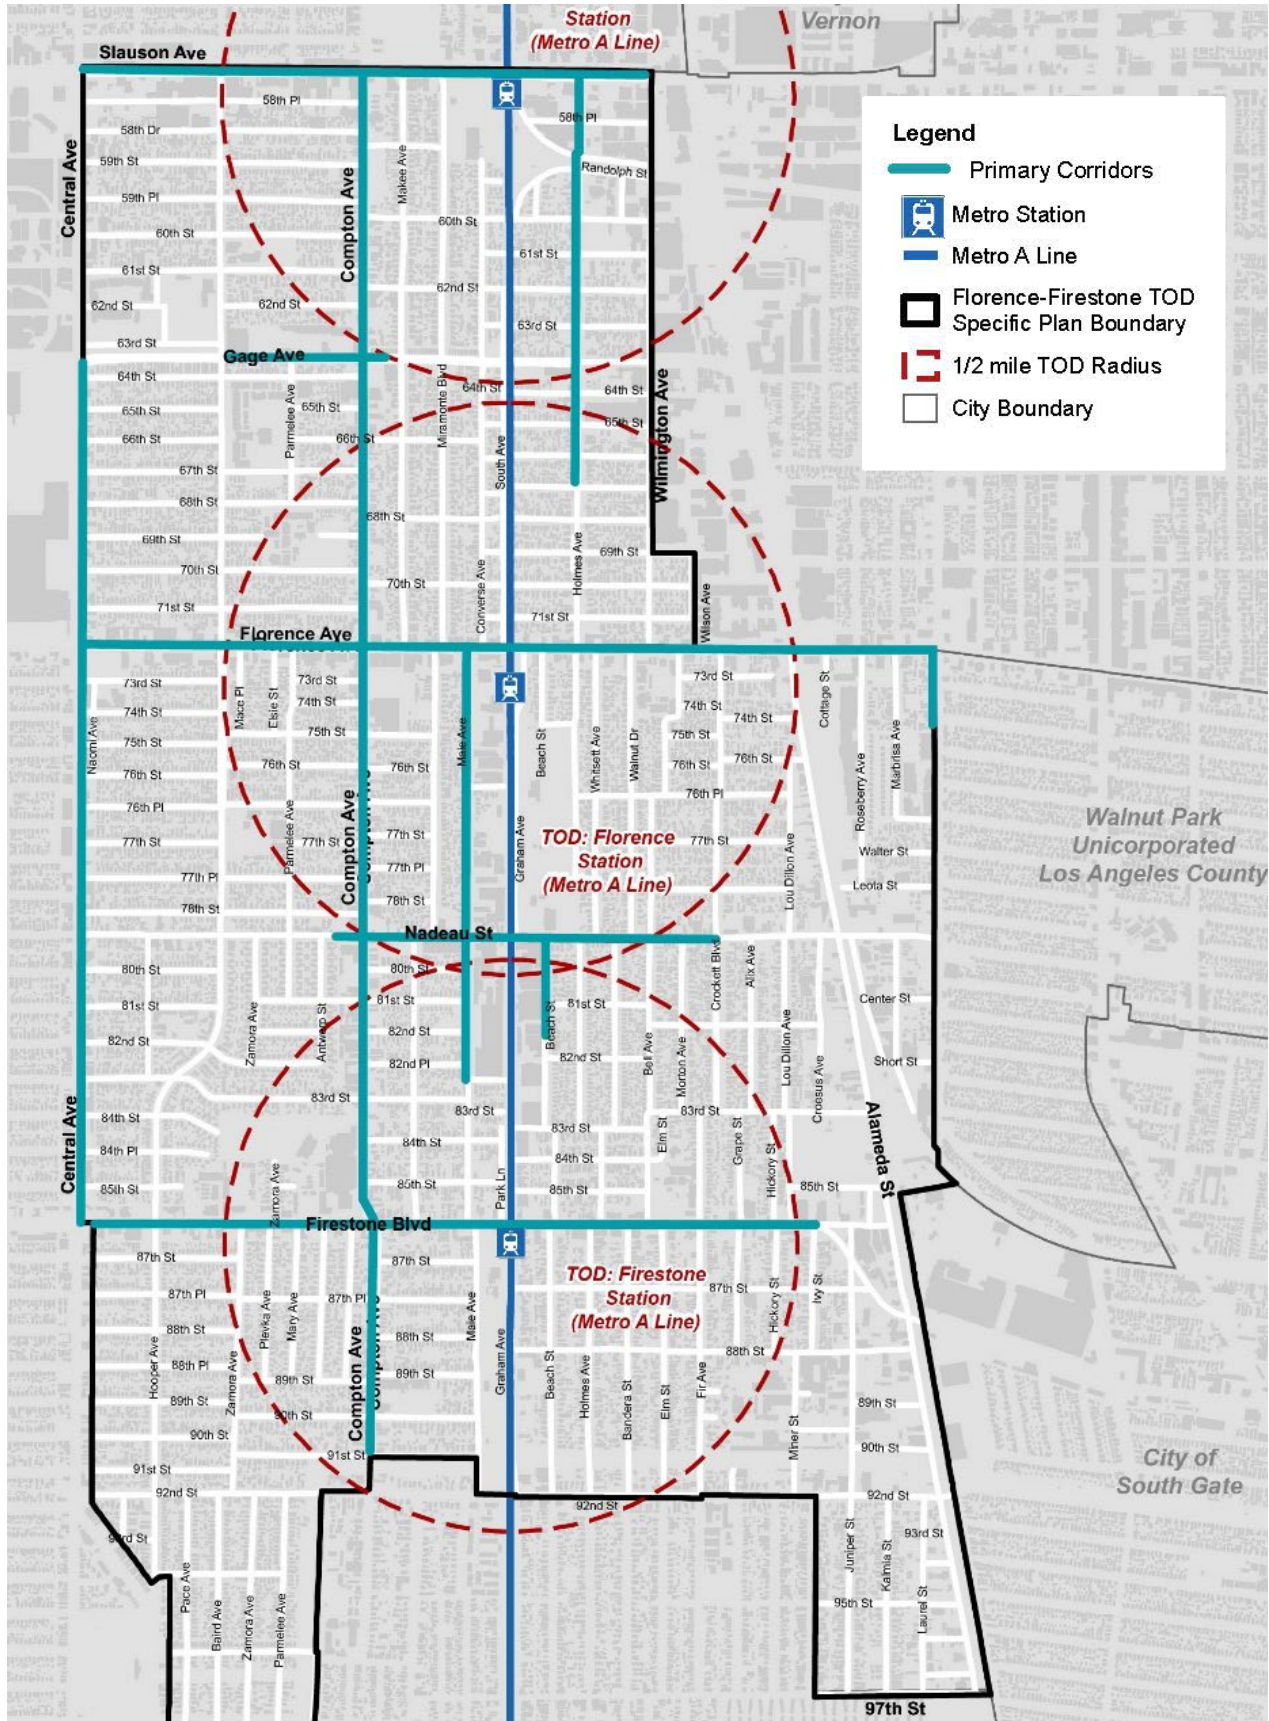 Station
(Metro A Line)
Vernon
Slauson Ave
58th Pl
58th Pl
58th Dr
59th St
Randolph St
Central Ave
Makee Ave
Compton Ave
59th Pl
60th St
60th St
61st St
61st St
62nd St
62nd St
62nd St
63rd St
63rd St
Gage Ave
64th St
64th St
64th St
Miramonte Blvd
Wilmington Ave
65th St
65th St
65th St
Parmelee Ave
66th St
66th St
South Ave
67th St
68th St
68th St
69th St
69th St
Holmes Ave
Converse Ave
70th St
70th St
71st St
71st St
Wilson Ave
Florence Ave
73rd St
73rd St
73rd St
74th St
74th St
74th St
74th St
Mace Pl
Elsie St
Naomi Ave
75th St
75th St
75th St
Maie Ave
Beach St
Whitsett Ave
Walnut Dr
Cottage St
Marbrisa Ave
Roseberry Ave
76th St
76th St
76th St
76th St
76th St
76th Pl
76th Pl
Compton Ave
Compton Ave
Parmelee Ave
Graham Ave
77th St
77th St
77th St
77th St
TOD: Florence
Station
(Metro A Line)
Lou Dillon Ave
Walter St
Leota St
77th Pl
77th Pl
78th St
78th St
Nadeau St
80th St
80th St
Crockett Blvd
Alix Ave
81st St
81st St
81st St
Center St
Zamora Ave
Antwerp St
Beach St
82nd St
82nd St
82nd St
82nd Pl
Bell Ave
Morton Ave
Lou Dillon Ave
Croesus Ave
Short St
83rd St
83rd St
83rd St
83rd St
Central Ave
84th St
84th St
84th St
84th Pl
Elm St
Grape St
Hickory St
Alameda St
85th St
85th St
85th St
85th St
Zamora Ave
Park Ln
Firestone Blvd
87th St
87th St
87th St
87th Pl
87th Pl
TOD: Firestone
Station
(Metro A Line)
Plevka Ave
Mary Ave
Maie Ave
Hickory St
Ivy St
88th St
88th St
88th St
88th Pl
Hooper Ave
Zamora Ave
Compton Ave
Compton Ave
Graham Ave
Beach St
Holmes Ave
Bandera St
Elm St
Fir Ave
89th St
89th St
89th St
89th St
90th St
90th St
90th St
Miner St
91st St
91st St
92nd St
92nd St
92nd St
93rd St
93rd St
Juniper St
Kalmia St
Laurel St
95th St
Pace Ave
Baird Ave
Zamora Ave
Parmelee Ave
97th St
Walnut Park
Unicorporated
Los Angeles County
City of
South Gate
Legend
Primary Corridors
Metro Station
Metro A Line
Florence-Firestone TOD
Specific Plan Boundary
1/2 mile TOD Radius
City Boundary